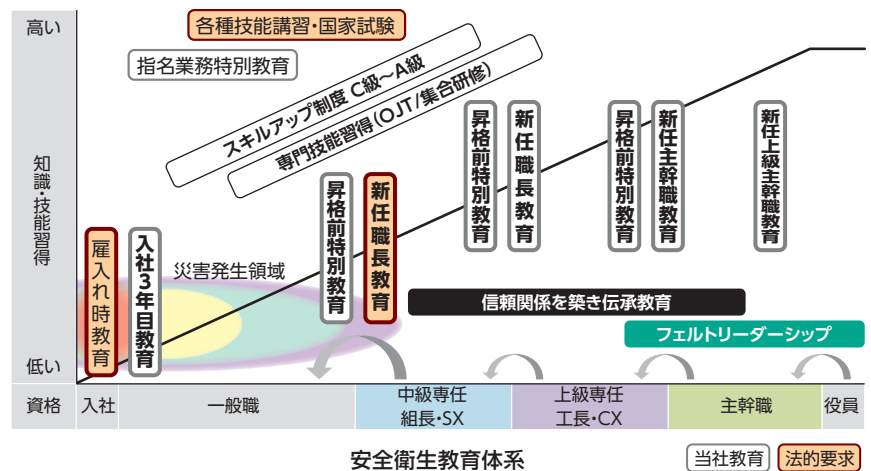 高い
知識・技能習得
低い
各種技能講習・国家試験
指名業務特別教育
スキルアップ制度 C級〜A級
専門技能習得（OJT/集合研修）
災害発生領域
雇入れ時教育
入社3年目教育
昇格前特別教育
新任職長教育
昇格前特別教育
新任職長教育
昇格前特別教育
新任主幹職教育
新任上級主幹職教育
信頼関係を築き伝承教育
フェルトリーダーシップ
資格
入社
一般職
中級専任
組長・SX
上級専任
工長・CX
主幹職
役員
安全衛生教育体系
当社教育
法的要求